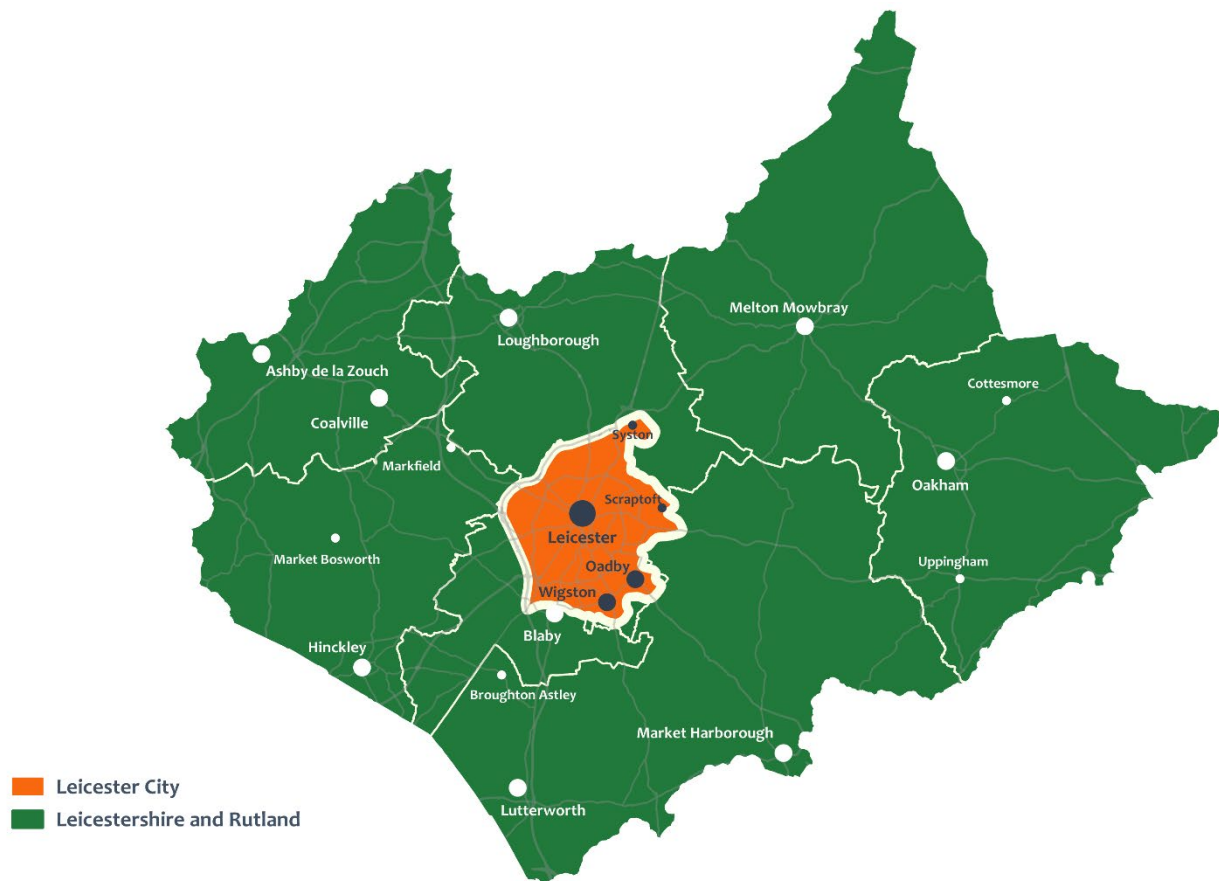 Melton Mowbray
Loughborough
Ashby de la Zouch
Cottesmore
Coalville
Syston
Markfield
Oakham
Scraptoft
Leicester
Market Bosworth
Uppingham
Oadby
Wigston
Blaby
Hinckley
Broughton Astley
Market Harborough
Leicester City
Lutterworth
Leicestershire and Rutland